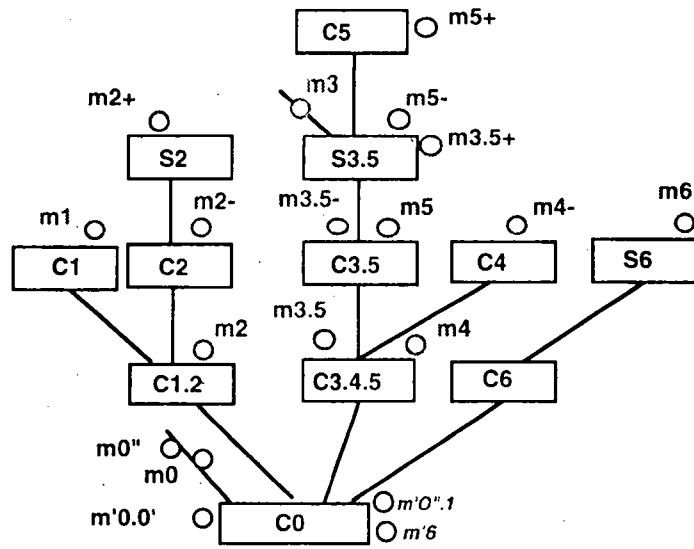 C5 m5+
m3
m2+ m5-
S2 S3.5 m3.5+
m2- m3.5- m5 m4- m6
m1
C1 C2 C3.5 C4 S6
m2 m3.5 m4
C1.2 C3.4.5 C6
m0"
m0
m'0.0' C0 m'O".1
m'6